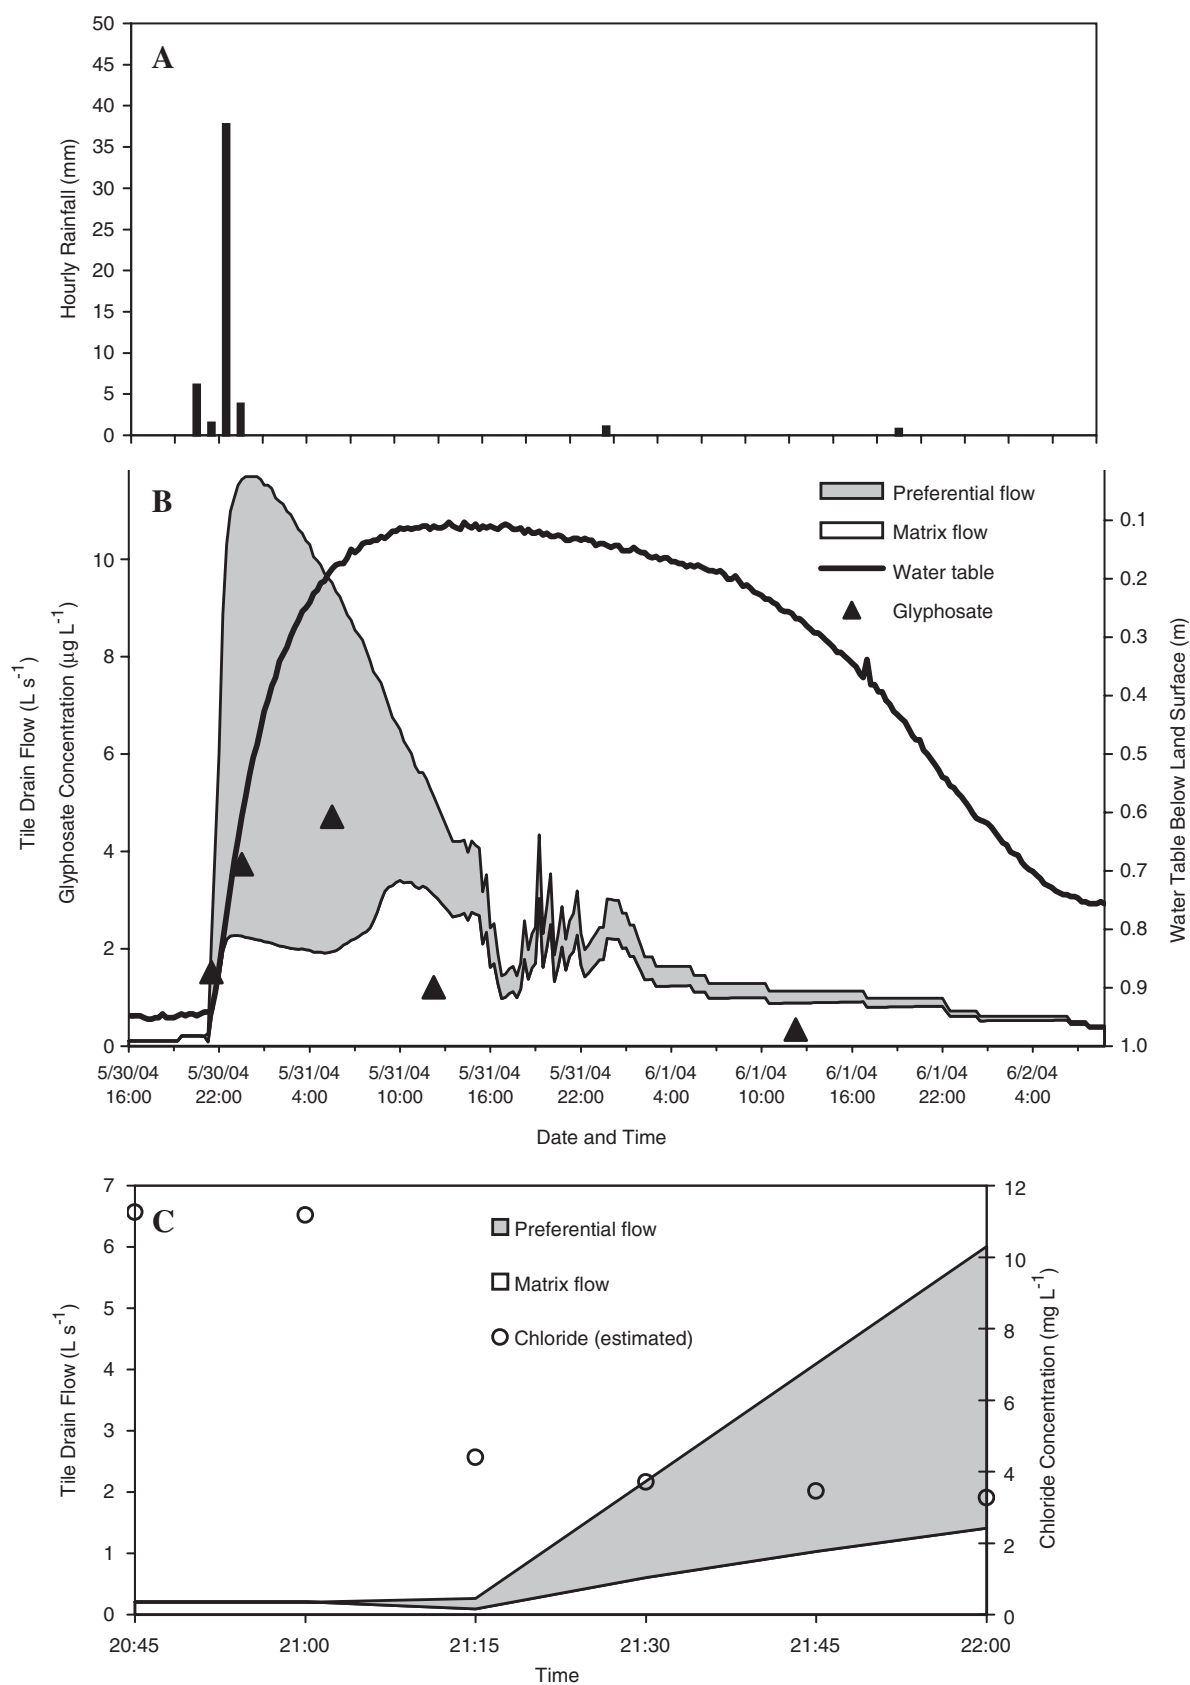 A
Hourly Rainfall (mm)
50
45
40
35
30
25
20
15
10
5
0
B
Preferential flow
Matrix flow
Water table
Glyphosate
Tile Drain Flow (L s-1)
Glyphosate Concentration (µg L-1)
10
8
6
4
2
0
Water Table Below Land Surface (m)
0.1
0.2
0.3
0.4
0.5
0.6
0.7
0.8
0.9
1.0
5/30/04 5/30/04 5/31/04 5/31/04 5/31/04 5/31/04 6/1/04 6/1/04 6/1/04 6/1/04 6/2/04
16:00 22:00 4:00 10:00 16:00 22:00 4:00 10:00 16:00 22:00 4:00
Date and Time
C
Preferential flow
Matrix flow
Chloride (estimated)
Tile Drain Flow (L s-1)
7
6
5
4
3
2
1
0
Chloride Concentration (mg L-1)
12
10
8
6
4
2
0
20:45 21:00 21:15 21:30 21:45 22:00
Time